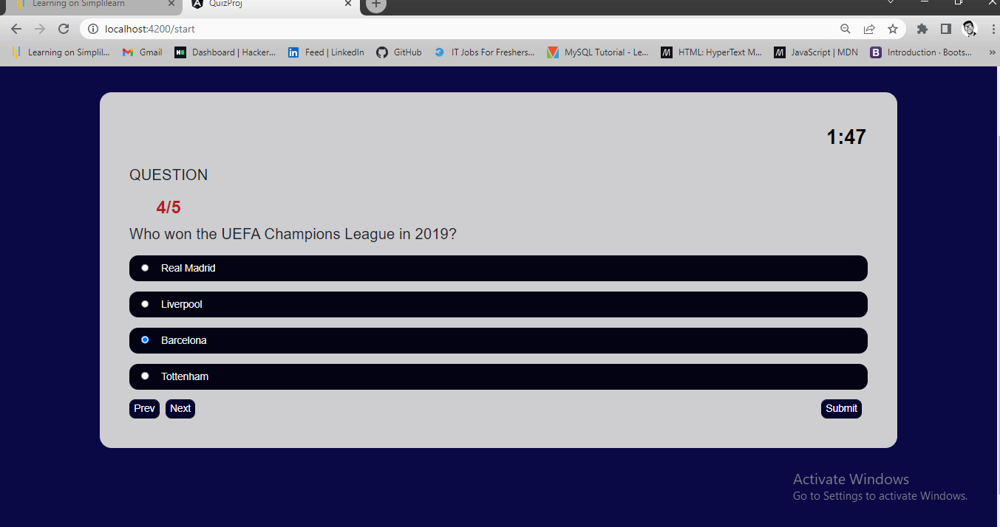 Learning on Simplilearn
QuizProj
localhost:4200/start
Learning on Simplil... Gmail Dashboard | Hacker... Feed | LinkedIn GitHub IT Jobs For Freshers... MySQL Tutorial - Le... HTML: HyperText M... JavaScript | MDN Introduction · Boots... »
1:47
QUESTION
4/5
Who won the UEFA Champions League in 2019?
Real Madrid
Liverpool
Barcelona
Tottenham
Prev Next Submit
Activate Windows
Go to Settings to activate Windows.